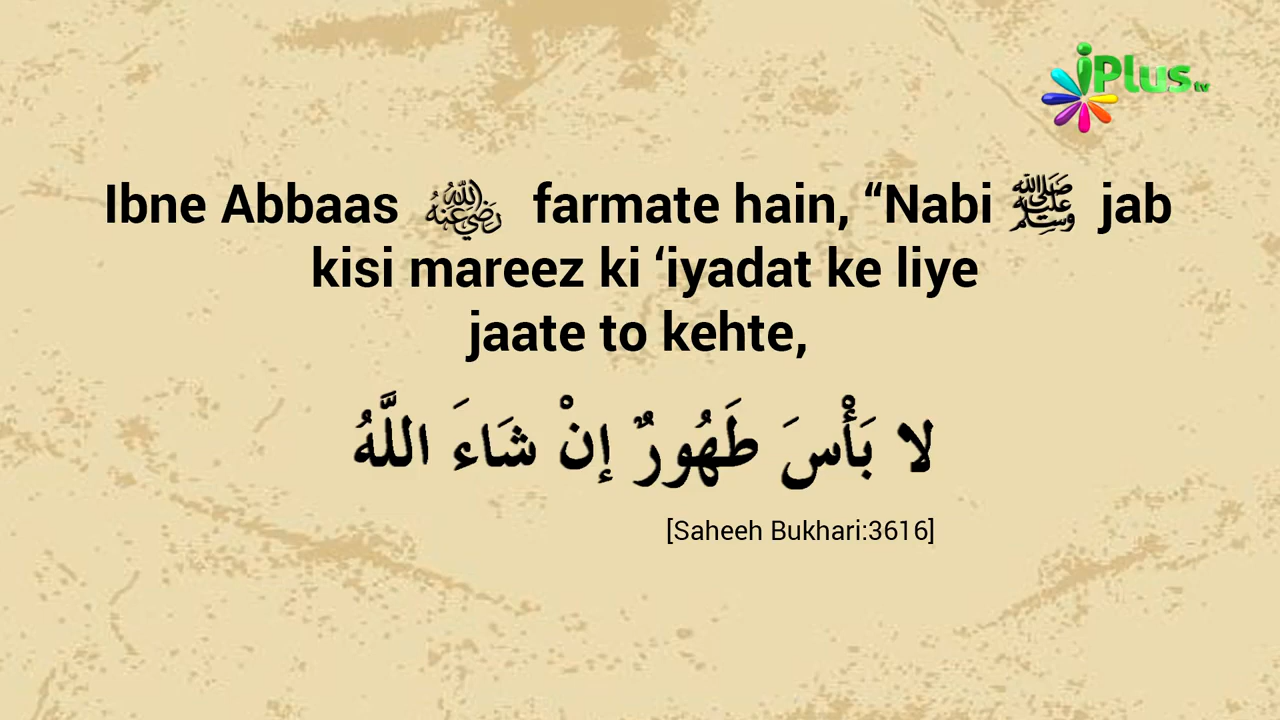 iPlus tv
Ibne Abbaas رضي الله عنه farmate hain, “Nabi ﷺ jab
kisi mareez ki ‘iyadat ke liye
jaate to kehte,
لا بَأْسَ طَهُورٌ إنْ شَاءَ اللَّهُ
[Saheeh Bukhari:3616]